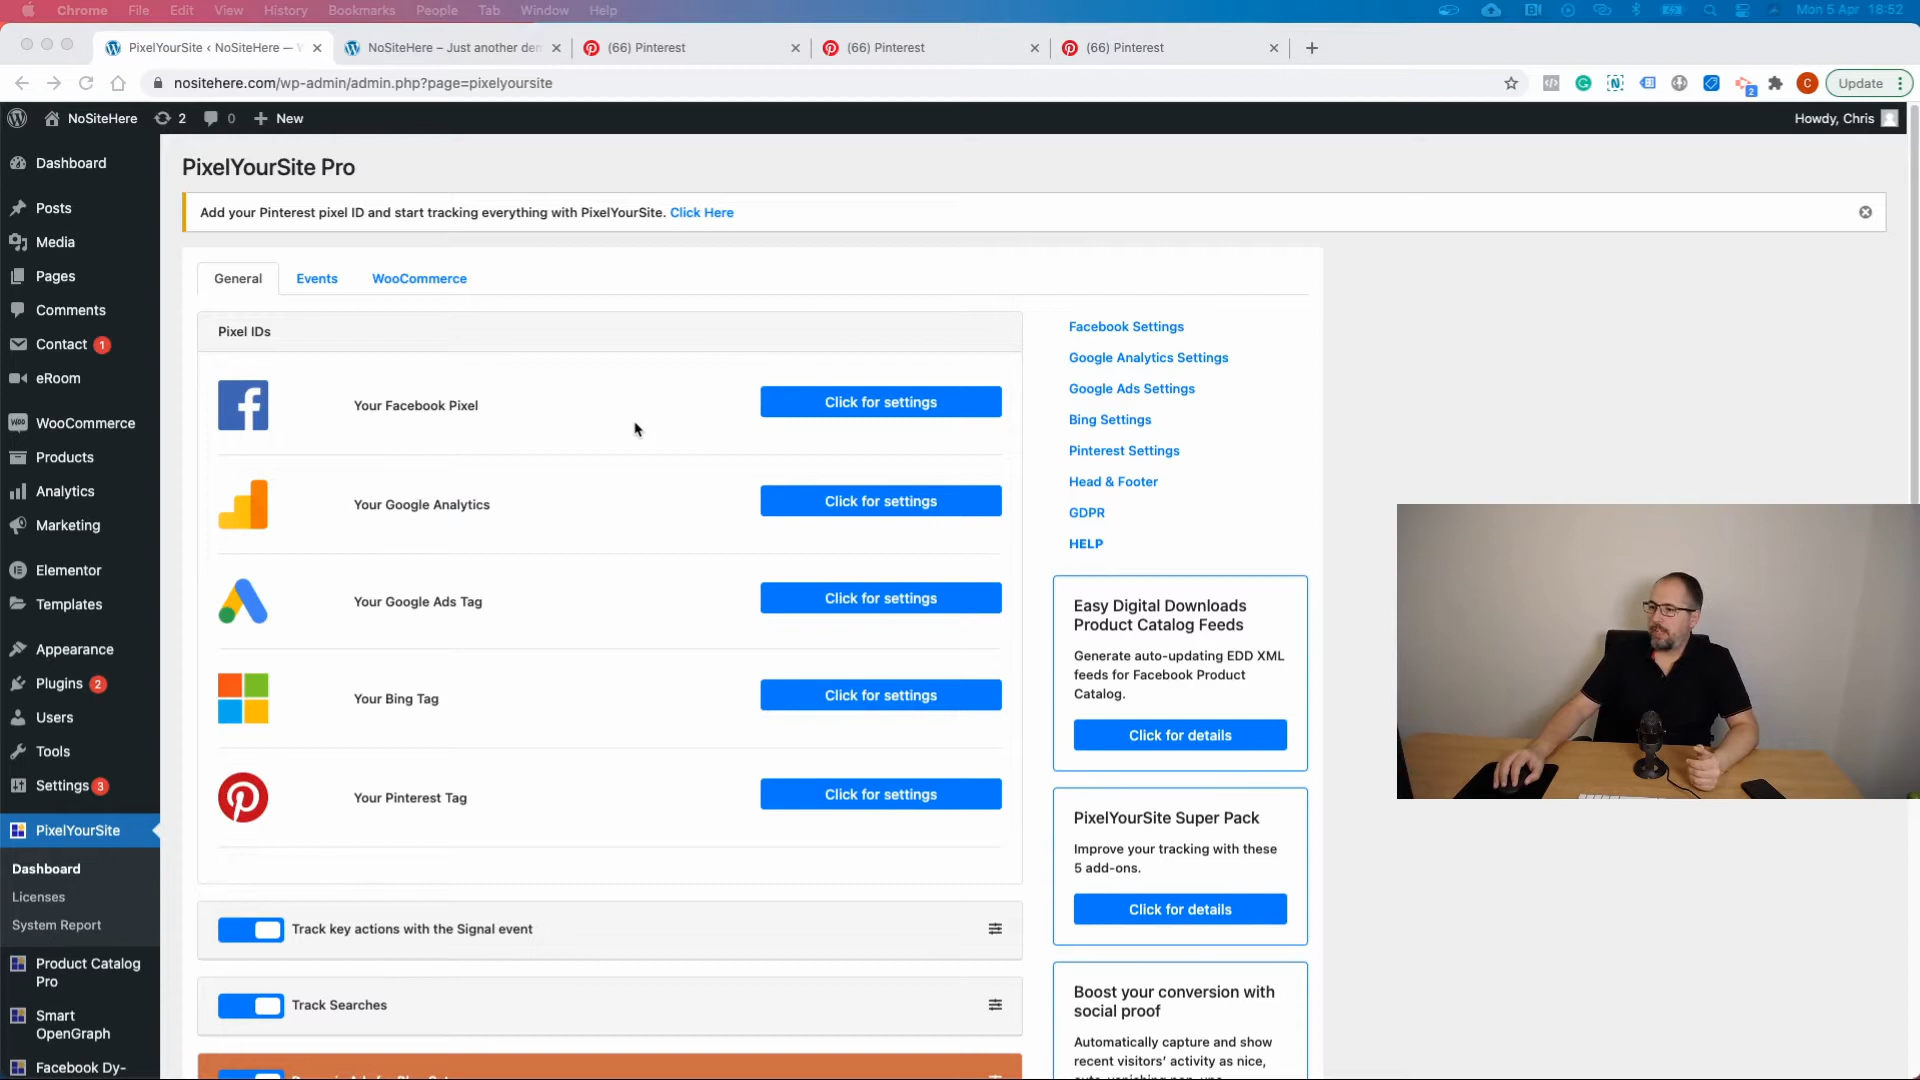 Chrome File Edit View History Bookmarks People Tab Window Help Mon 5 Apr 18:52
PixelYourSite ‹ NoSiteHere — W
NoSiteHere – Just another den
(66) Pinterest
(66) Pinterest
(66) Pinterest
nositehere.com/wp-admin/admin.php?page=pixelyoursite
2 C Update
NoSiteHere 2 0 New
Howdy, Chris
Dashboard
Posts
Media
Pages
Comments
Contact 1
eRoom
WooCommerce
Products
Analytics
Marketing
Elementor
Templates
Appearance
Plugins 2
Users
Tools
Settings 3
PixelYourSite
Dashboard
Licenses
System Report
Product Catalog
Pro
Smart
OpenGraph
Facebook Dy-
PixelYourSite Pro
Add your Pinterest pixel ID and start tracking everything with PixelYourSite. Click Here
General Events WooCommerce
Pixel IDs
Your Facebook Pixel Click for settings
Your Google Analytics Click for settings
Your Google Ads Tag Click for settings
Your Bing Tag Click for settings
Your Pinterest Tag Click for settings
Track key actions with the Signal event
Track Searches
Facebook Settings
Google Analytics Settings
Google Ads Settings
Bing Settings
Pinterest Settings
Head & Footer
GDPR
HELP
Easy Digital Downloads
Product Catalog Feeds
Generate auto-updating EDD XML
feeds for Facebook Product
Catalog.
Click for details
PixelYourSite Super Pack
Improve your tracking with these
5 add-ons.
Click for details
Boost your conversion with
social proof
Automatically capture and show
recent visitors’ activity as nice,